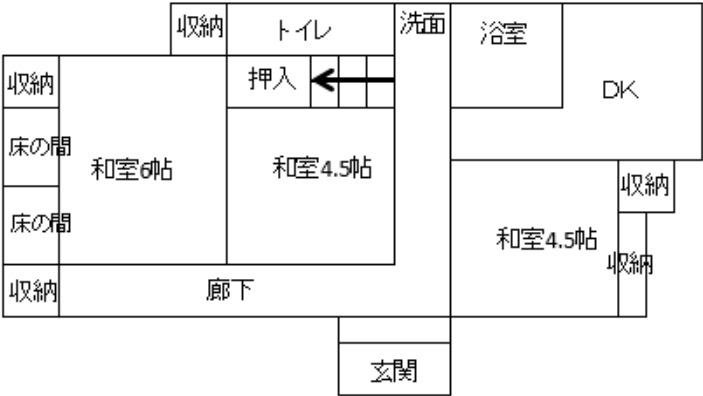 収納
トイレ
洗面
浴室
収納
押入
DK
床の間
和室6帖
和室4.5帖
収納
床の間
和室4.5帖
収納
収納
廊下
玄関